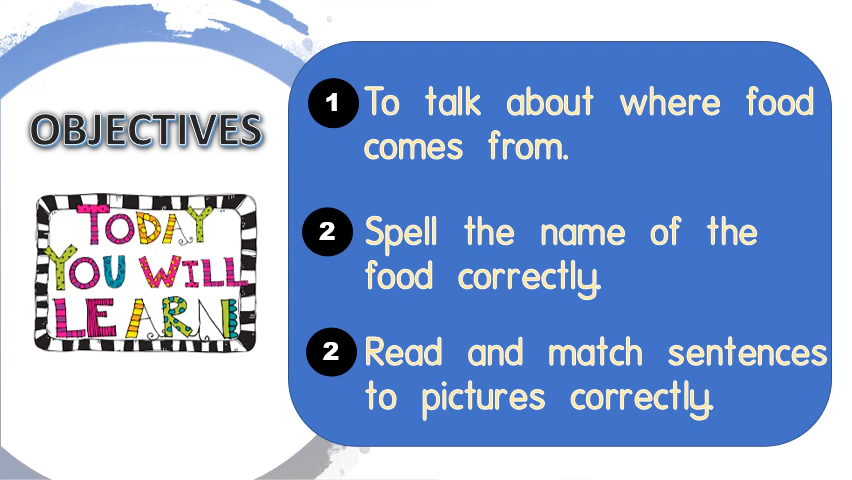 OBJECTIVES
TODAY
YOU WILL
LEARN
1 To talk about where food
comes from.
2 Spell the name of the
food correctly.
2 Read and match sentences
to pictures correctly.